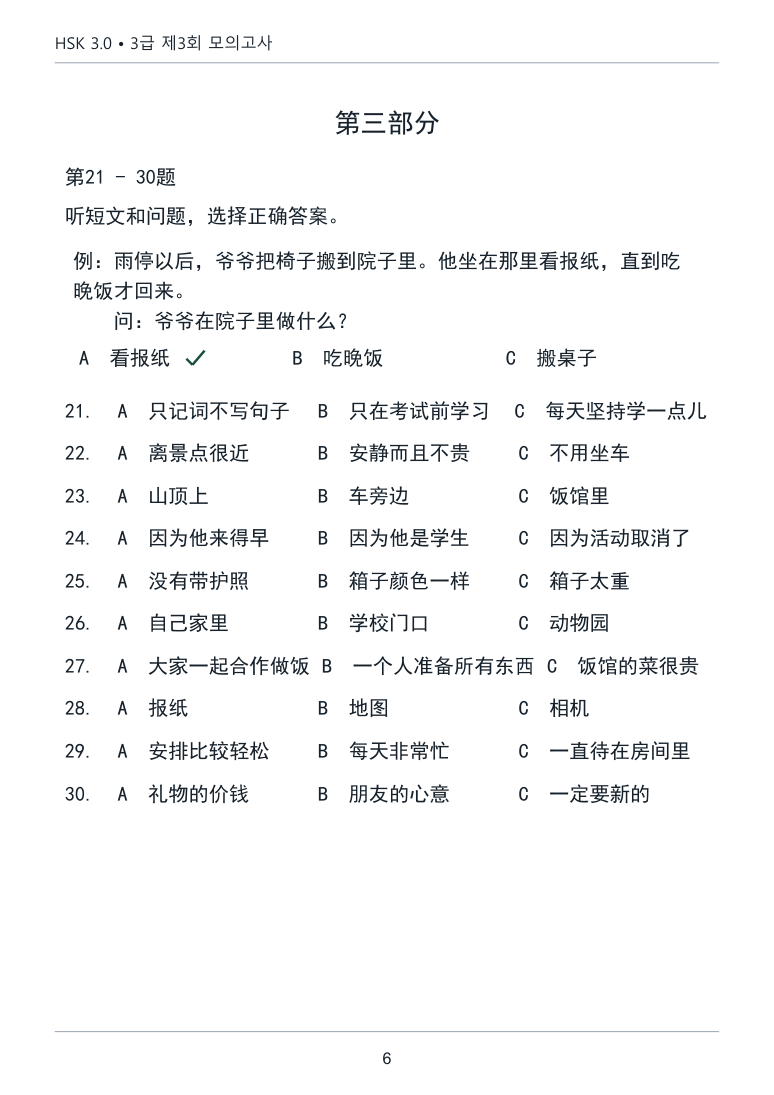 HSK 3.0 • 3급 제3회 모의고사
第三部分
第21 - 30题
听短文和问题，选择正确答案。
例：雨停以后，爷爷把椅子搬到院子里。他坐在那里看报纸，直到吃
晚饭才回来。
问：爷爷在院子里做什么？
A 看报纸 ✓ B 吃晚饭 C 搬桌子
21. A 只记词不写句子 B 只在考试前学习 C 每天坚持学一点儿
22. A 离景点很近 B 安静而且不贵 C 不用坐车
23. A 山顶上 B 车旁边 C 饭馆里
24. A 因为他来得早 B 因为他是学生 C 因为活动取消了
25. A 没有带护照 B 箱子颜色一样 C 箱子太重
26. A 自己家里 B 学校门口 C 动物园
27. A 大家一起合作做饭 B 一个人准备所有东西 C 饭馆的菜很贵
28. A 报纸 B 地图 C 相机
29. A 安排比较轻松 B 每天非常忙 C 一直待在房间里
30. A 礼物的价钱 B 朋友的心意 C 一定要新的
6